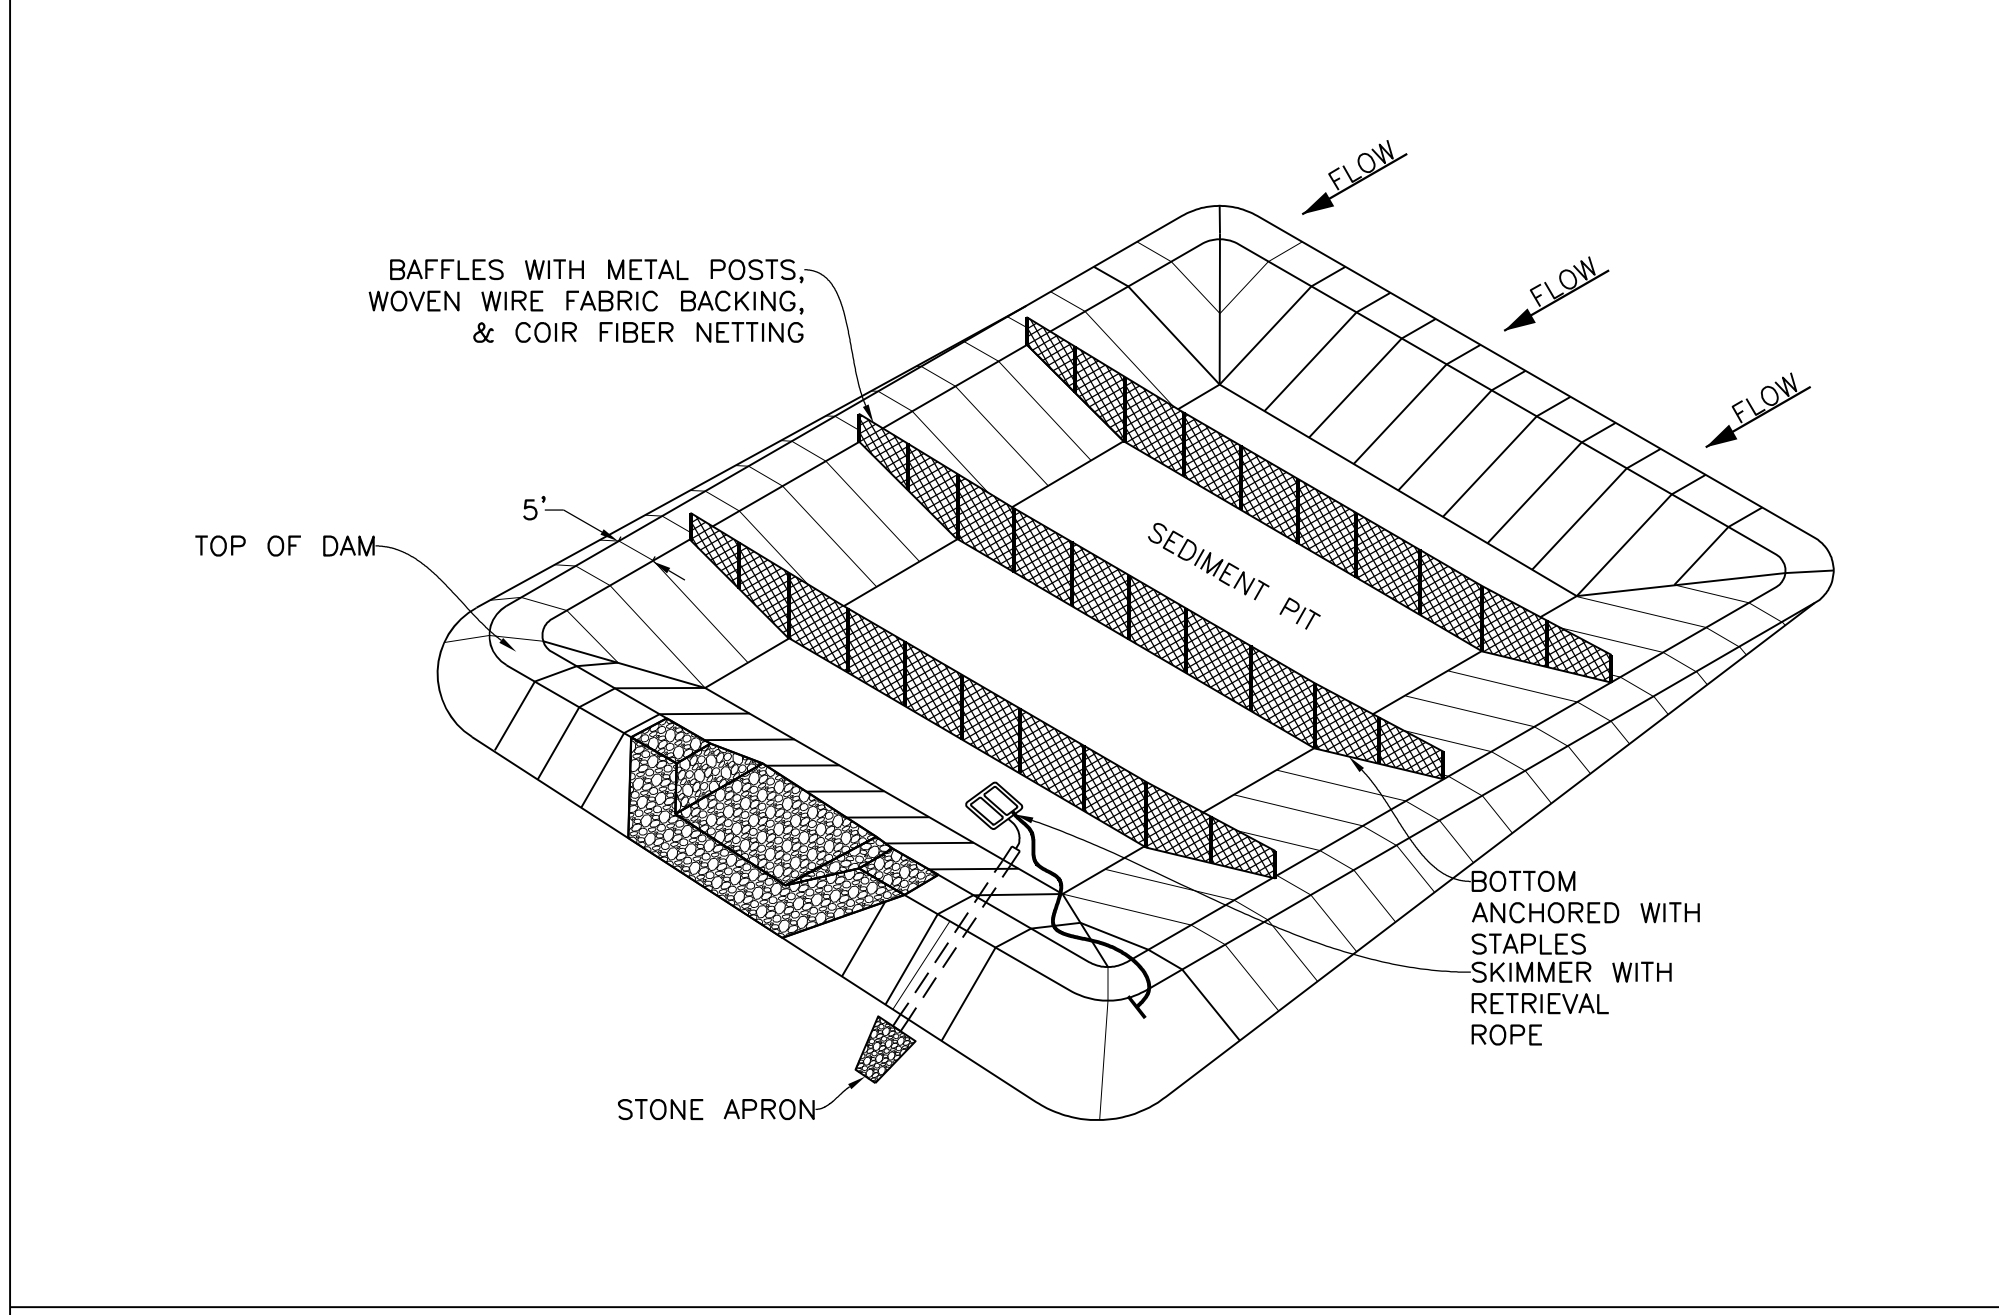 FLOW
FLOW
FLOW
BAFFLES WITH METAL POSTS,
WOVEN WIRE FABRIC BACKING,
& COIR FIBER NETTING
5'
TOP OF DAM
SEDIMENT PIT
BOTTOM
ANCHORED WITH
STAPLES
SKIMMER WITH
RETRIEVAL
ROPE
STONE APRON